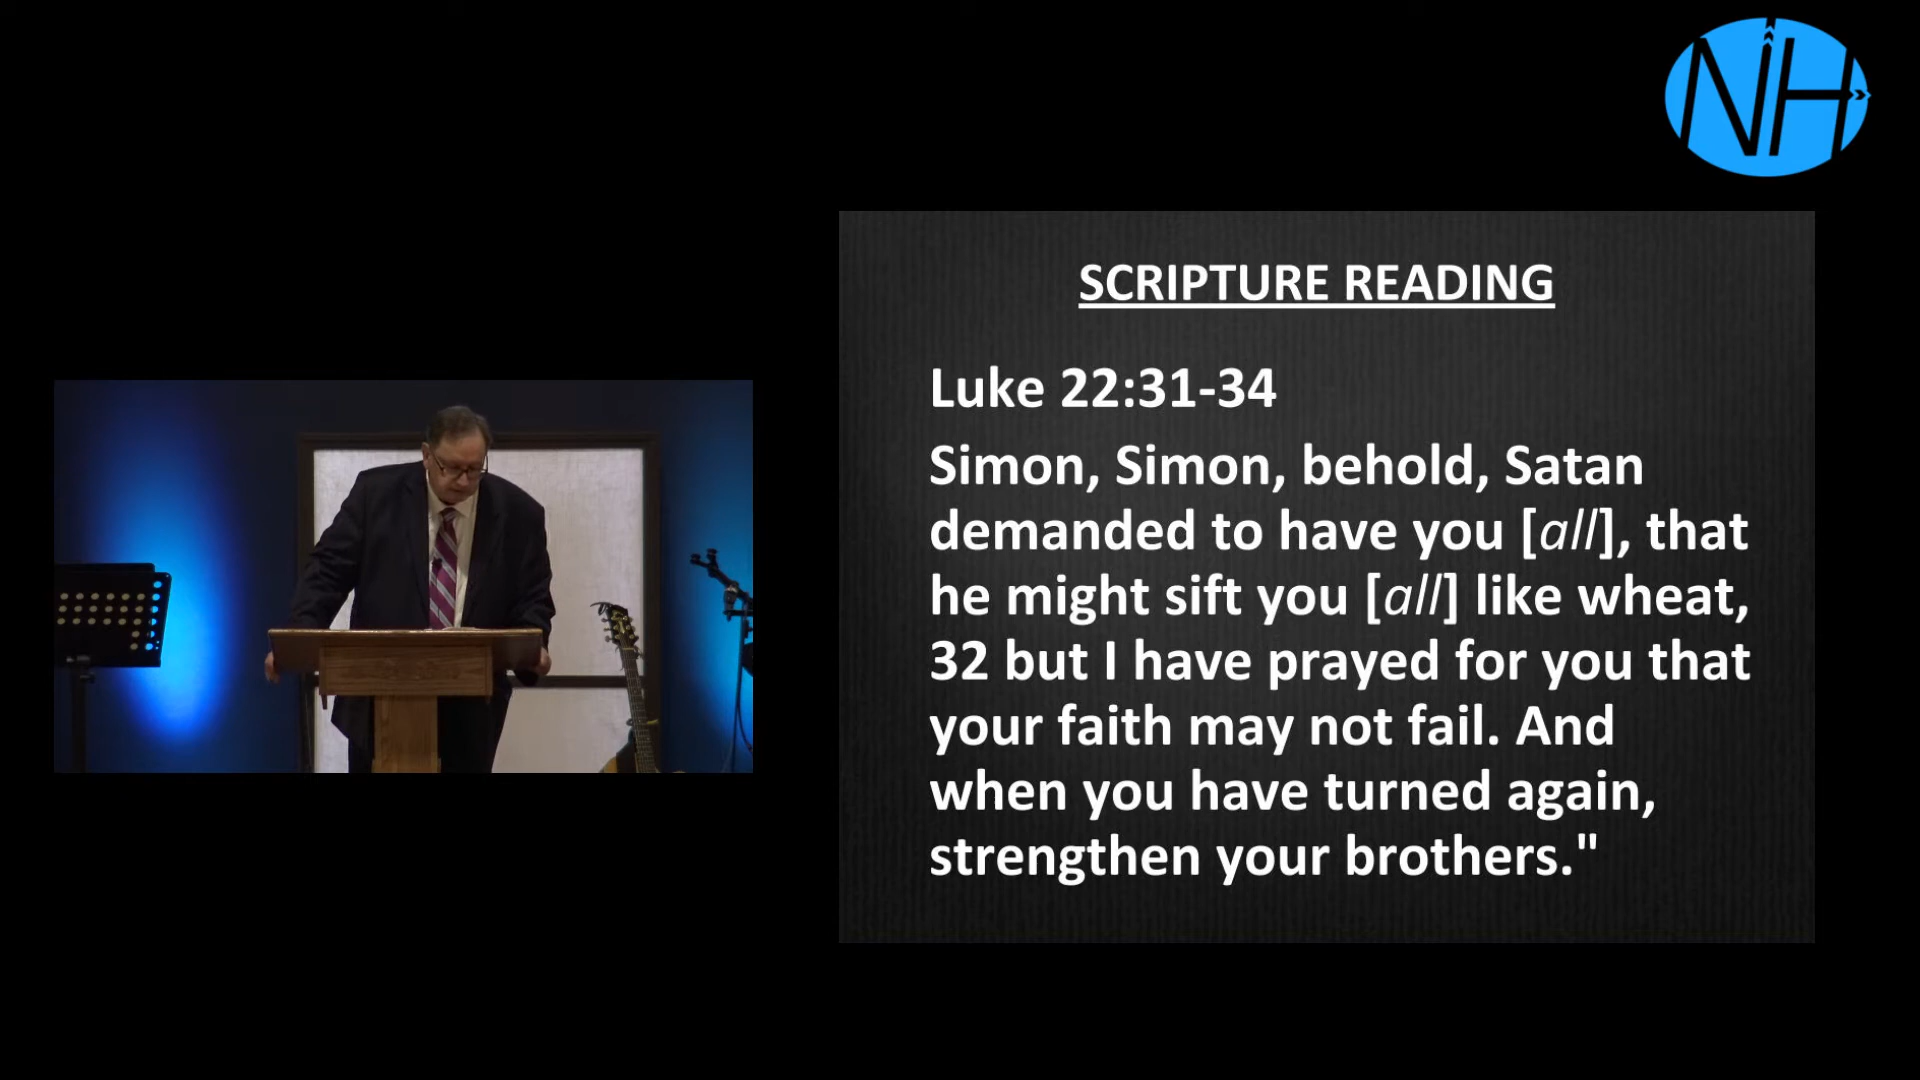 NH
SCRIPTURE READING
Luke 22:31-34
Simon, Simon, behold, Satan
demanded to have you [all], that
he might sift you [all] like wheat,
32 but I have prayed for you that
your faith may not fail. And
when you have turned again,
strengthen your brothers."